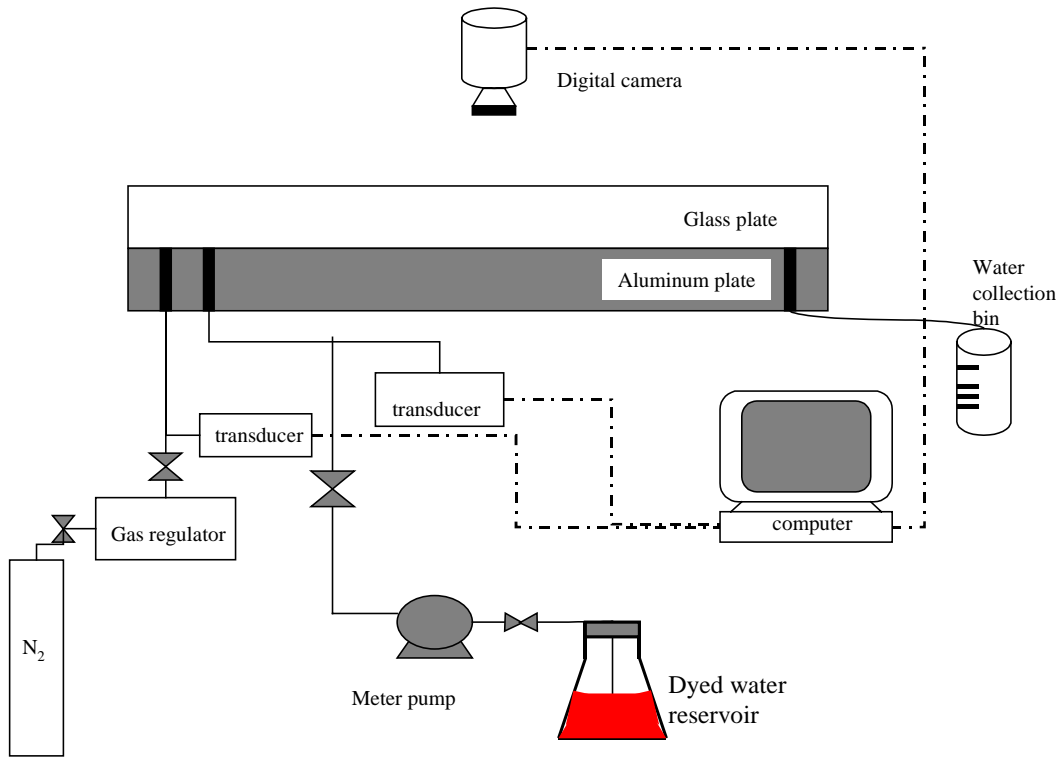 Digital camera
Glass plate
Aluminum plate
Water
collection
bin
transducer
transducer
Gas regulator
computer
N₂
Meter pump
Dyed water
reservoir